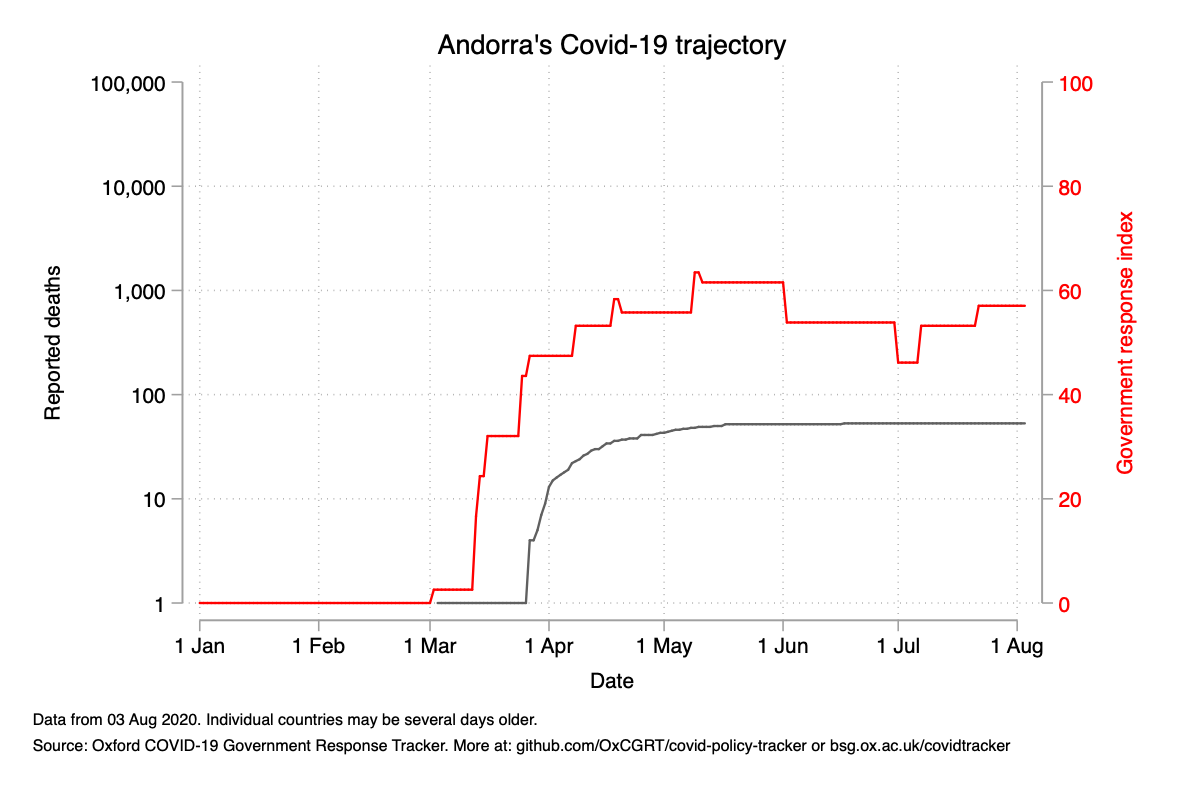 Andorra's Covid-19 trajectory
100,000
10,000
1,000
100
10
1
Reported deaths
100
80
60
40
20
0
Government response index
1 Jan 1 Feb 1 Mar 1 Apr 1 May 1 Jun 1 Jul 1 Aug
Date
Data from 03 Aug 2020. Individual countries may be several days older.
Source: Oxford COVID-19 Government Response Tracker. More at: github.com/OxCGRT/covid-policy-tracker or bsg.ox.ac.uk/covidtracker